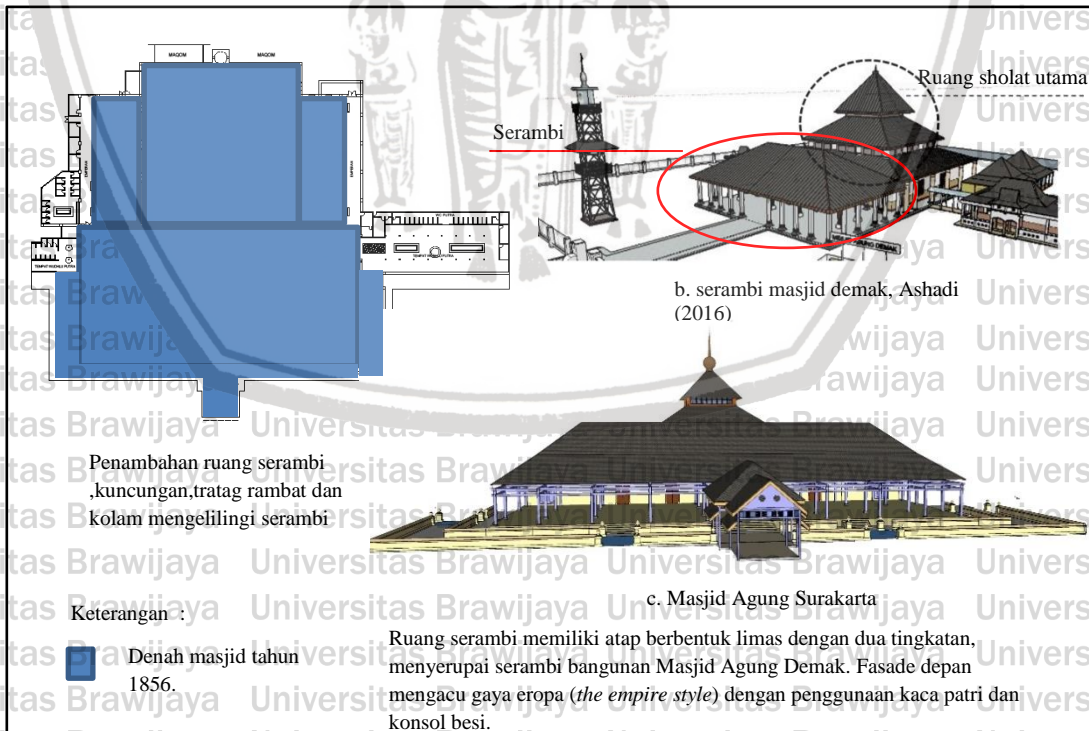 MAQOM
MAQOM
Ruang sholat utama
Serambi
b. serambi masjid demak, Ashadi
(2016)
Penambahan ruang serambi
,kuncungan,tratag rambat dan
kolam mengelilingi serambi
Keterangan :
Denah masjid tahun
1856.
c. Masjid Agung Surakarta
Ruang serambi memiliki atap berbentuk limas dengan dua tingkatan,
menyerupai serambi bangunan Masjid Agung Demak. Fasade depan
mengacu gaya eropa (the empire style) dengan penggunaan kaca patri dan
konsol besi.
Universitas Brawijaya